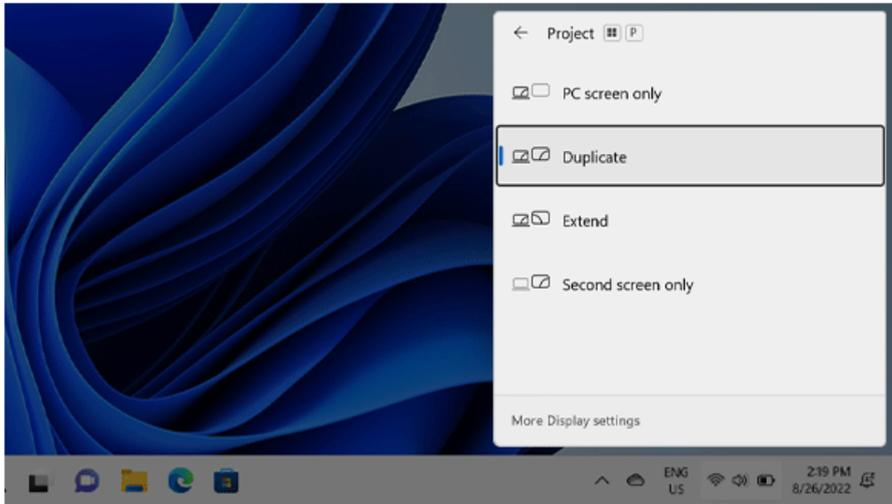 Project P
PC screen only
Duplicate
Extend
Second screen only
More Display settings
ENG
US
2:19 PM
8/26/2022